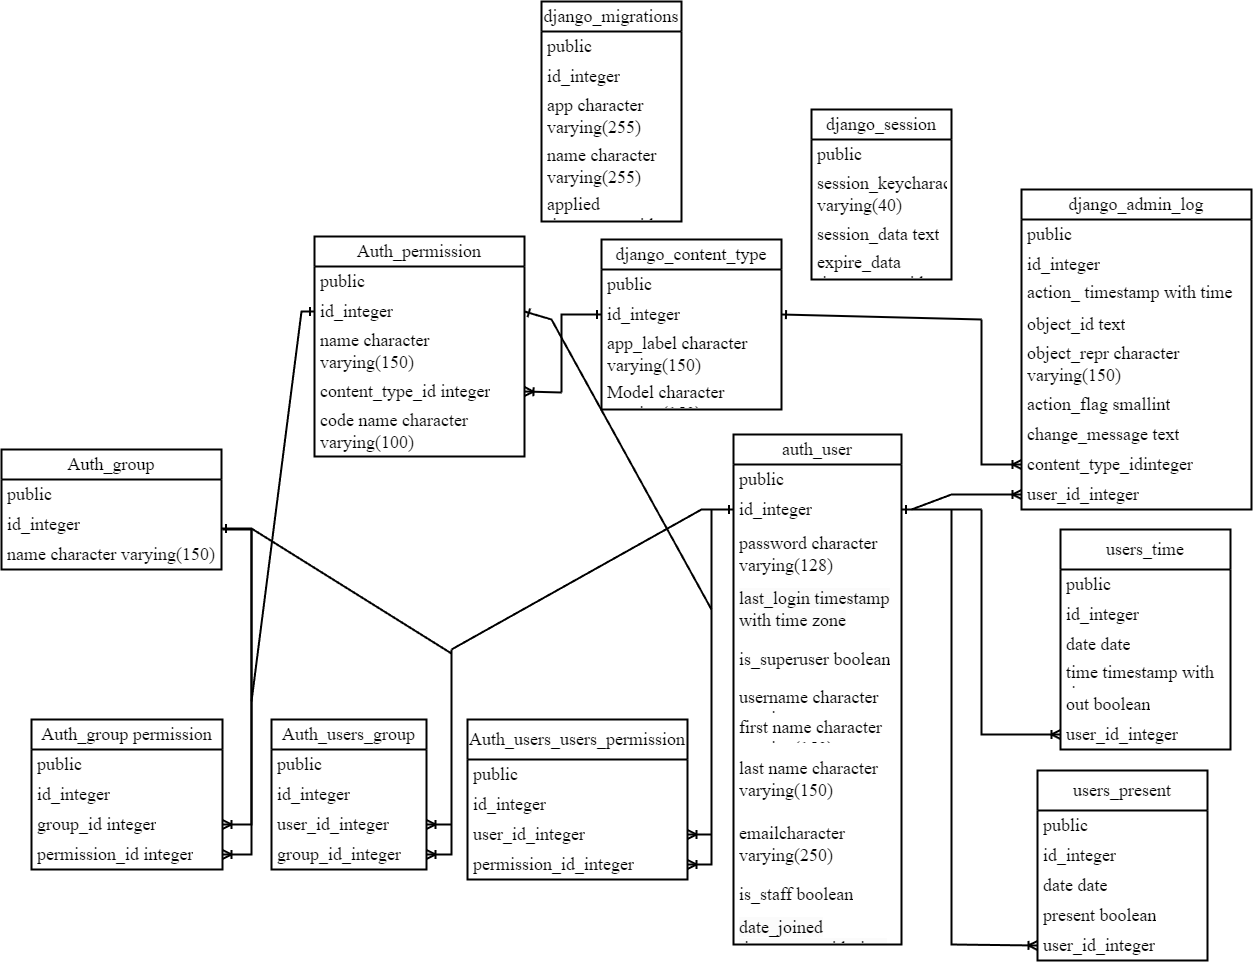 django_migrations
public
id_integer
app character
varying(255)
name character
varying(255)
applied
django_session
public
session_keycharac
varying(40)
session_data text
expire_data
django_admin_log
public
id_integer
action_ timestamp with time
object_id text
object_repr character
varying(150)
action_flag smallint
change_message text
content_type_idinteger
user_id_integer
Auth_permission
public
id_integer
name character
varying(150)
content_type_id integer
code name character
varying(100)
django_content_type
public
id_integer
app_label character
varying(150)
Model character
Auth_group
public
id_integer
name character varying(150)
auth_user
public
id_integer
password character
varying(128)
last_login timestamp
with time zone
is_superuser boolean
username character
first name character
last name character
varying(150)
emailcharacter
varying(250)
is_staff boolean
date_joined
users_time
public
id_integer
date date
time timestamp with
out boolean
user_id_integer
Auth_group permission
public
id_integer
group_id integer
permission_id integer
Auth_users_group
public
id_integer
user_id_integer
group_id_integer
Auth_users_users_permission
public
id_integer
user_id_integer
permission_id_integer
users_present
public
id_integer
date date
present boolean
user_id_integer